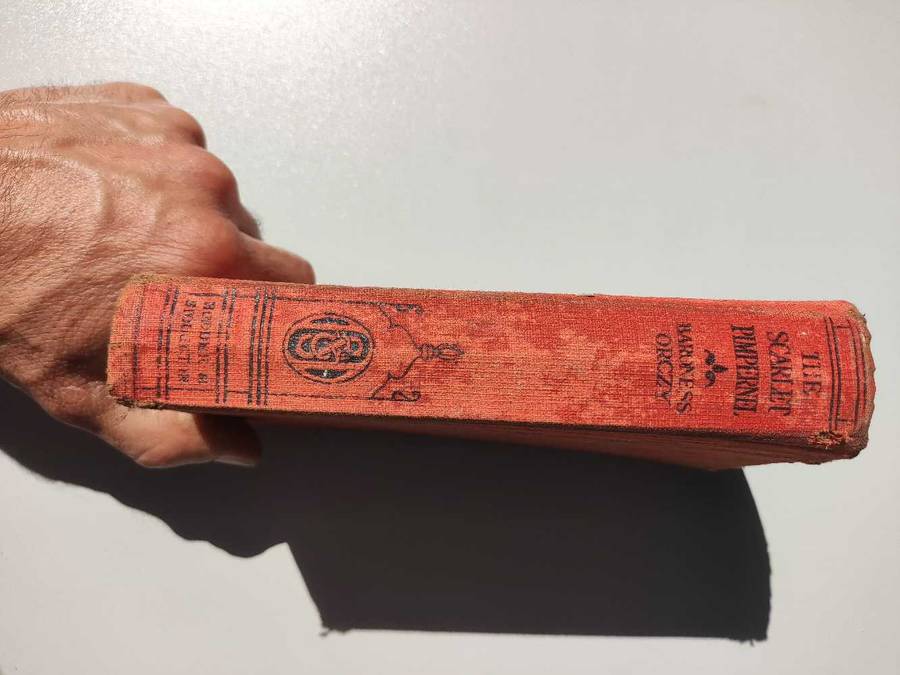 THE
SCARLET
PIMPERNEL
BARONESS
ORCZY
HODDER &
STOUGHTON